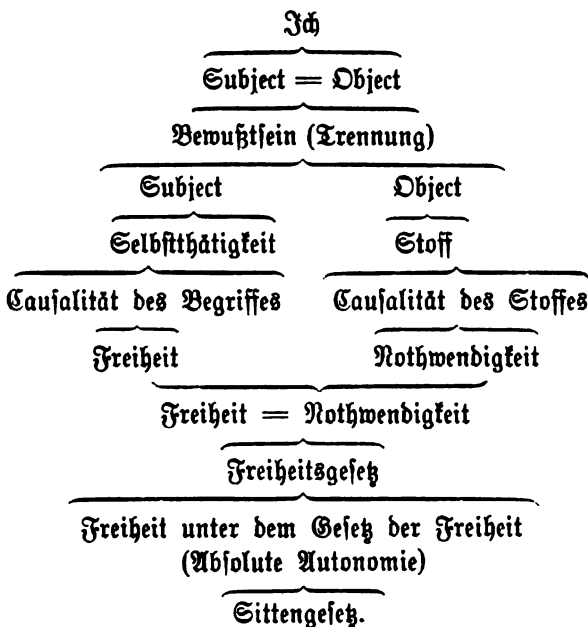 Ich
Subject = Object
Bewußtsein (Trennung)
Subject Object
Selbstthätigkeit Stoff
Causalität des Begriffes Causalität des Stoffes
Freiheit Nothwendigkeit
Freiheit = Nothwendigkeit
Freiheitsgesetz
Freiheit unter dem Gesetz der Freiheit
(Absolute Autonomie)
Sittengesetz.